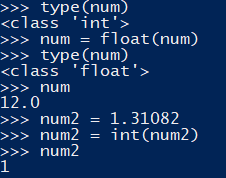 >>> type(num)
<class 'int'>
>>> num = float(num)
>>> type(num)
<class 'float'>
>>> num
12.0
>>> num2 = 1.31082
>>> num2 = int(num2)
>>> num2
1